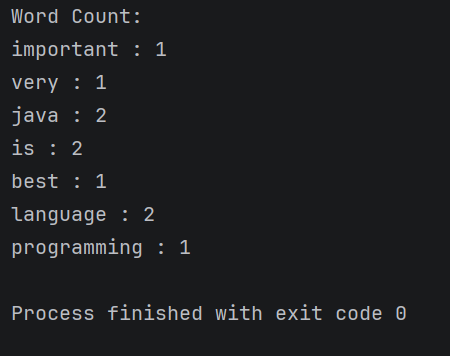 Word Count:
important : 1
very : 1
java : 2
is : 2
best : 1
language : 2
programming : 1
Process finished with exit code 0